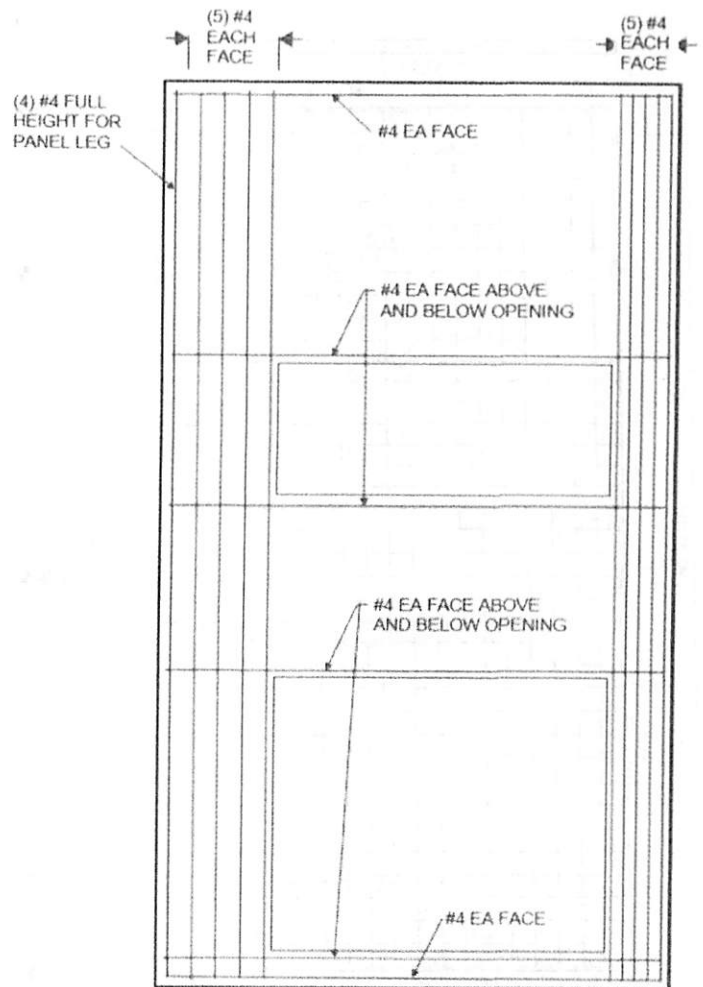 (5) #4
EACH
FACE
(5) #4
EACH
FACE
(4) #4 FULL
HEIGHT FOR
PANEL LEG
#4 EA FACE
#4 EA FACE ABOVE
AND BELOW OPENING
#4 EA FACE ABOVE
AND BELOW OPENING
#4 EA FACE